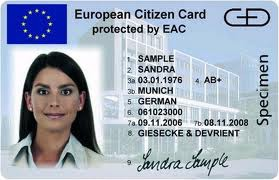 European Citizen Card
protected by EAC
1. SAMPLE
2. SANDRA
3. 03.01.1976 4. AB+
3b MUNICH
5. GERMAN
6. 061023000
7a 09.11.2006 7b 08.11.2008
8. GIESECKE & DEVRIENT
9. Sandra Sample
Specimen